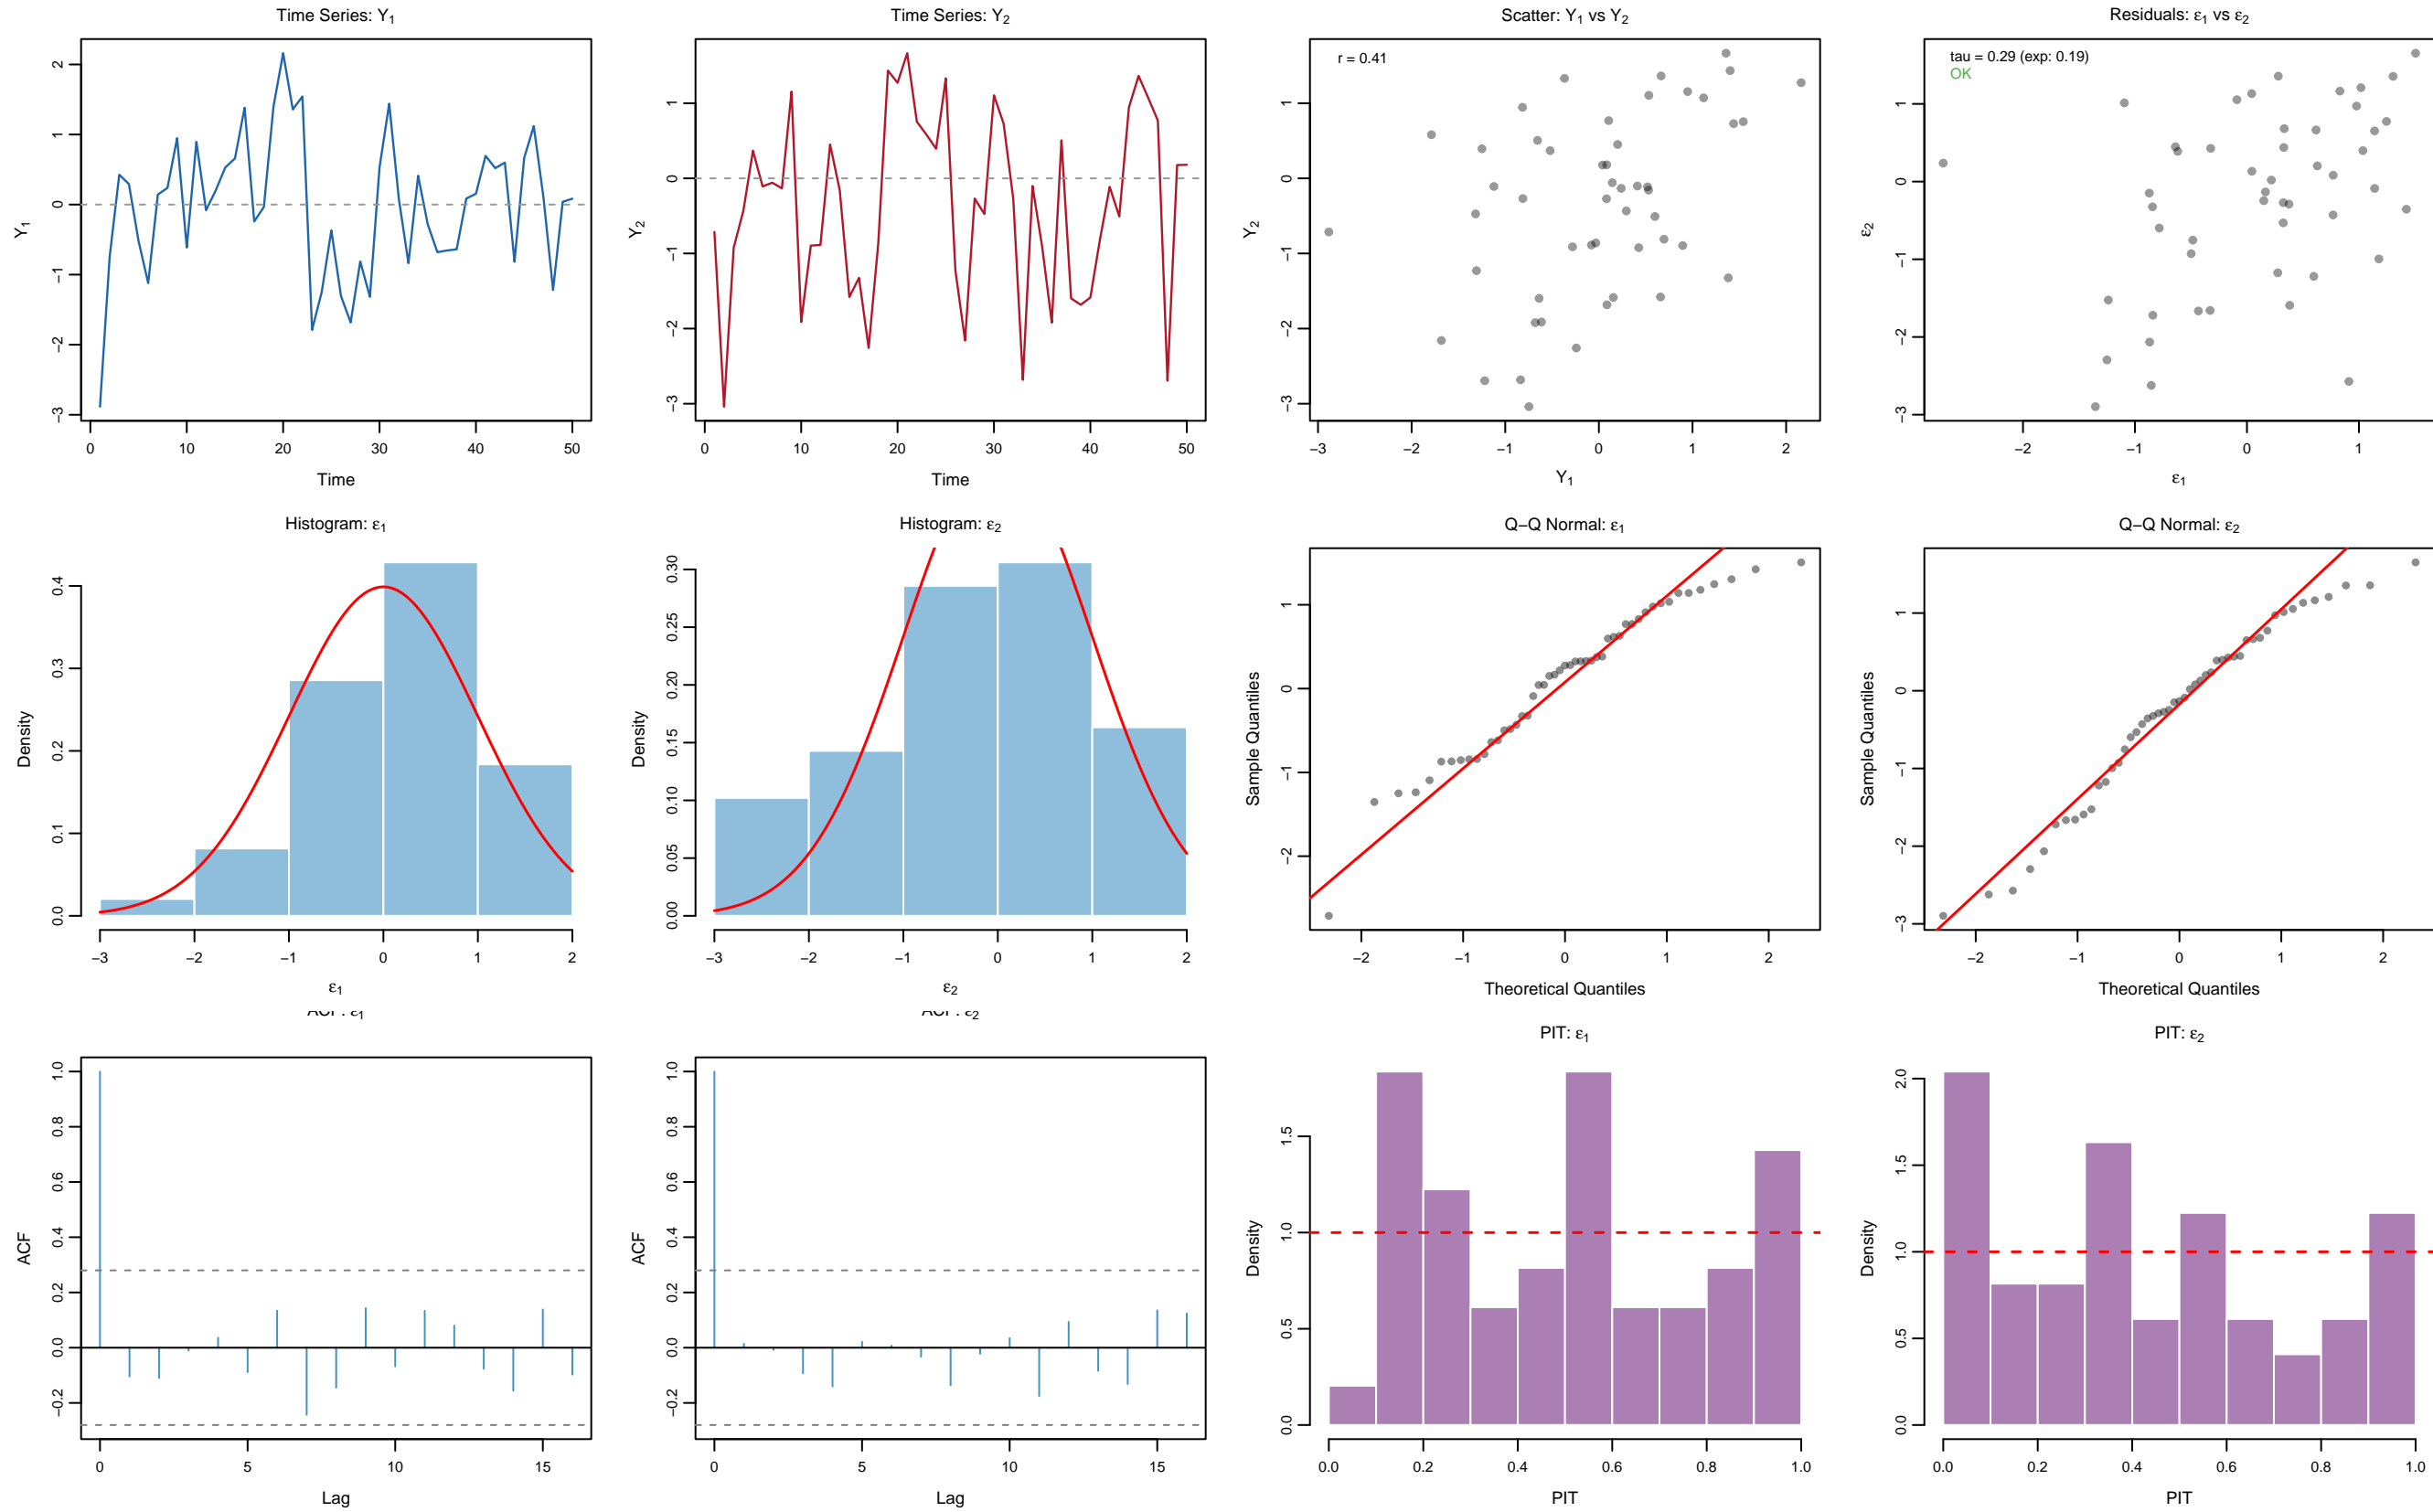 Time Series: Y₁
Y₁
2
1
0
−1
−2
−3
0 10 20 30 40 50
Time
Time Series: Y₂
Y₂
1
0
−1
−2
−3
0 10 20 30 40 50
Time
Scatter: Y₁ vs Y₂
r = 0.41
Y₂
1
0
−1
−2
−3
−3 −2 −1 0 1 2
Y₁
Residuals: ε₁ vs ε₂
tau = 0.29 (exp: 0.19)
OK
ε₂
1
0
−1
−2
−3
−2 −1 0 1
ε₁
Histogram: ε₁
Density
0.4
0.3
0.2
0.1
0.0
−3 −2 −1 0 1 2
ε₁
Histogram: ε₂
Density
0.30
0.25
0.20
0.15
0.10
0.05
0.00
−3 −2 −1 0 1 2
ε₂
Q−Q Normal: ε₁
Sample Quantiles
1
0
−1
−2
−2 −1 0 1 2
Theoretical Quantiles
Q−Q Normal: ε₂
Sample Quantiles
1
0
−1
−2
−3
−2 −1 0 1 2
Theoretical Quantiles
ACF: ε₁
ACF
1.0
0.8
0.6
0.4
0.2
0.0
−0.2
0 5 10 15
Lag
ACF: ε₂
ACF
1.0
0.8
0.6
0.4
0.2
0.0
−0.2
0 5 10 15
Lag
PIT: ε₁
Density
1.5
1.0
0.5
0.0
0.0 0.2 0.4 0.6 0.8 1.0
PIT
PIT: ε₂
Density
2.0
1.5
1.0
0.5
0.0
0.0 0.2 0.4 0.6 0.8 1.0
PIT